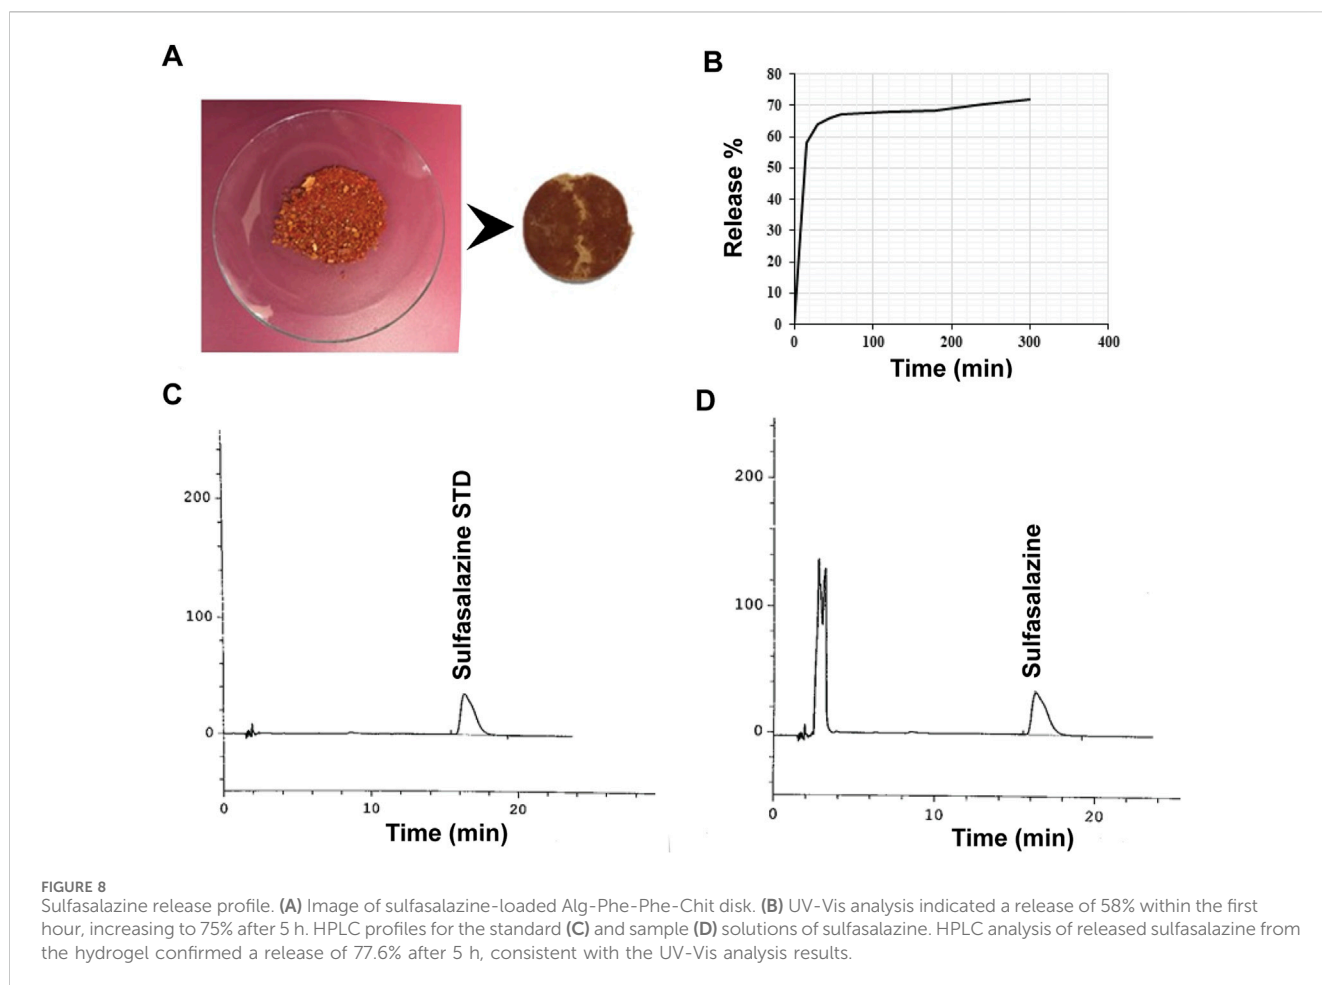 A
B
80
70
60
50
40
30
20
10
0
0 100 200 300 400
Release %
Time (min)
C
200
100
0
0 10 20
Sulfasalazine STD
Time (min)
D
200
100
0
0 10 20
Sulfasalazine
Time (min)
FIGURE 8
Sulfasalazine release profile. (A) Image of sulfasalazine-loaded Alg-Phe-Phe-Chit disk. (B) UV-Vis analysis indicated a release of 58% within the first
hour, increasing to 75% after 5 h. HPLC profiles for the standard (C) and sample (D) solutions of sulfasalazine. HPLC analysis of released sulfasalazine from
the hydrogel confirmed a release of 77.6% after 5 h, consistent with the UV-Vis analysis results.